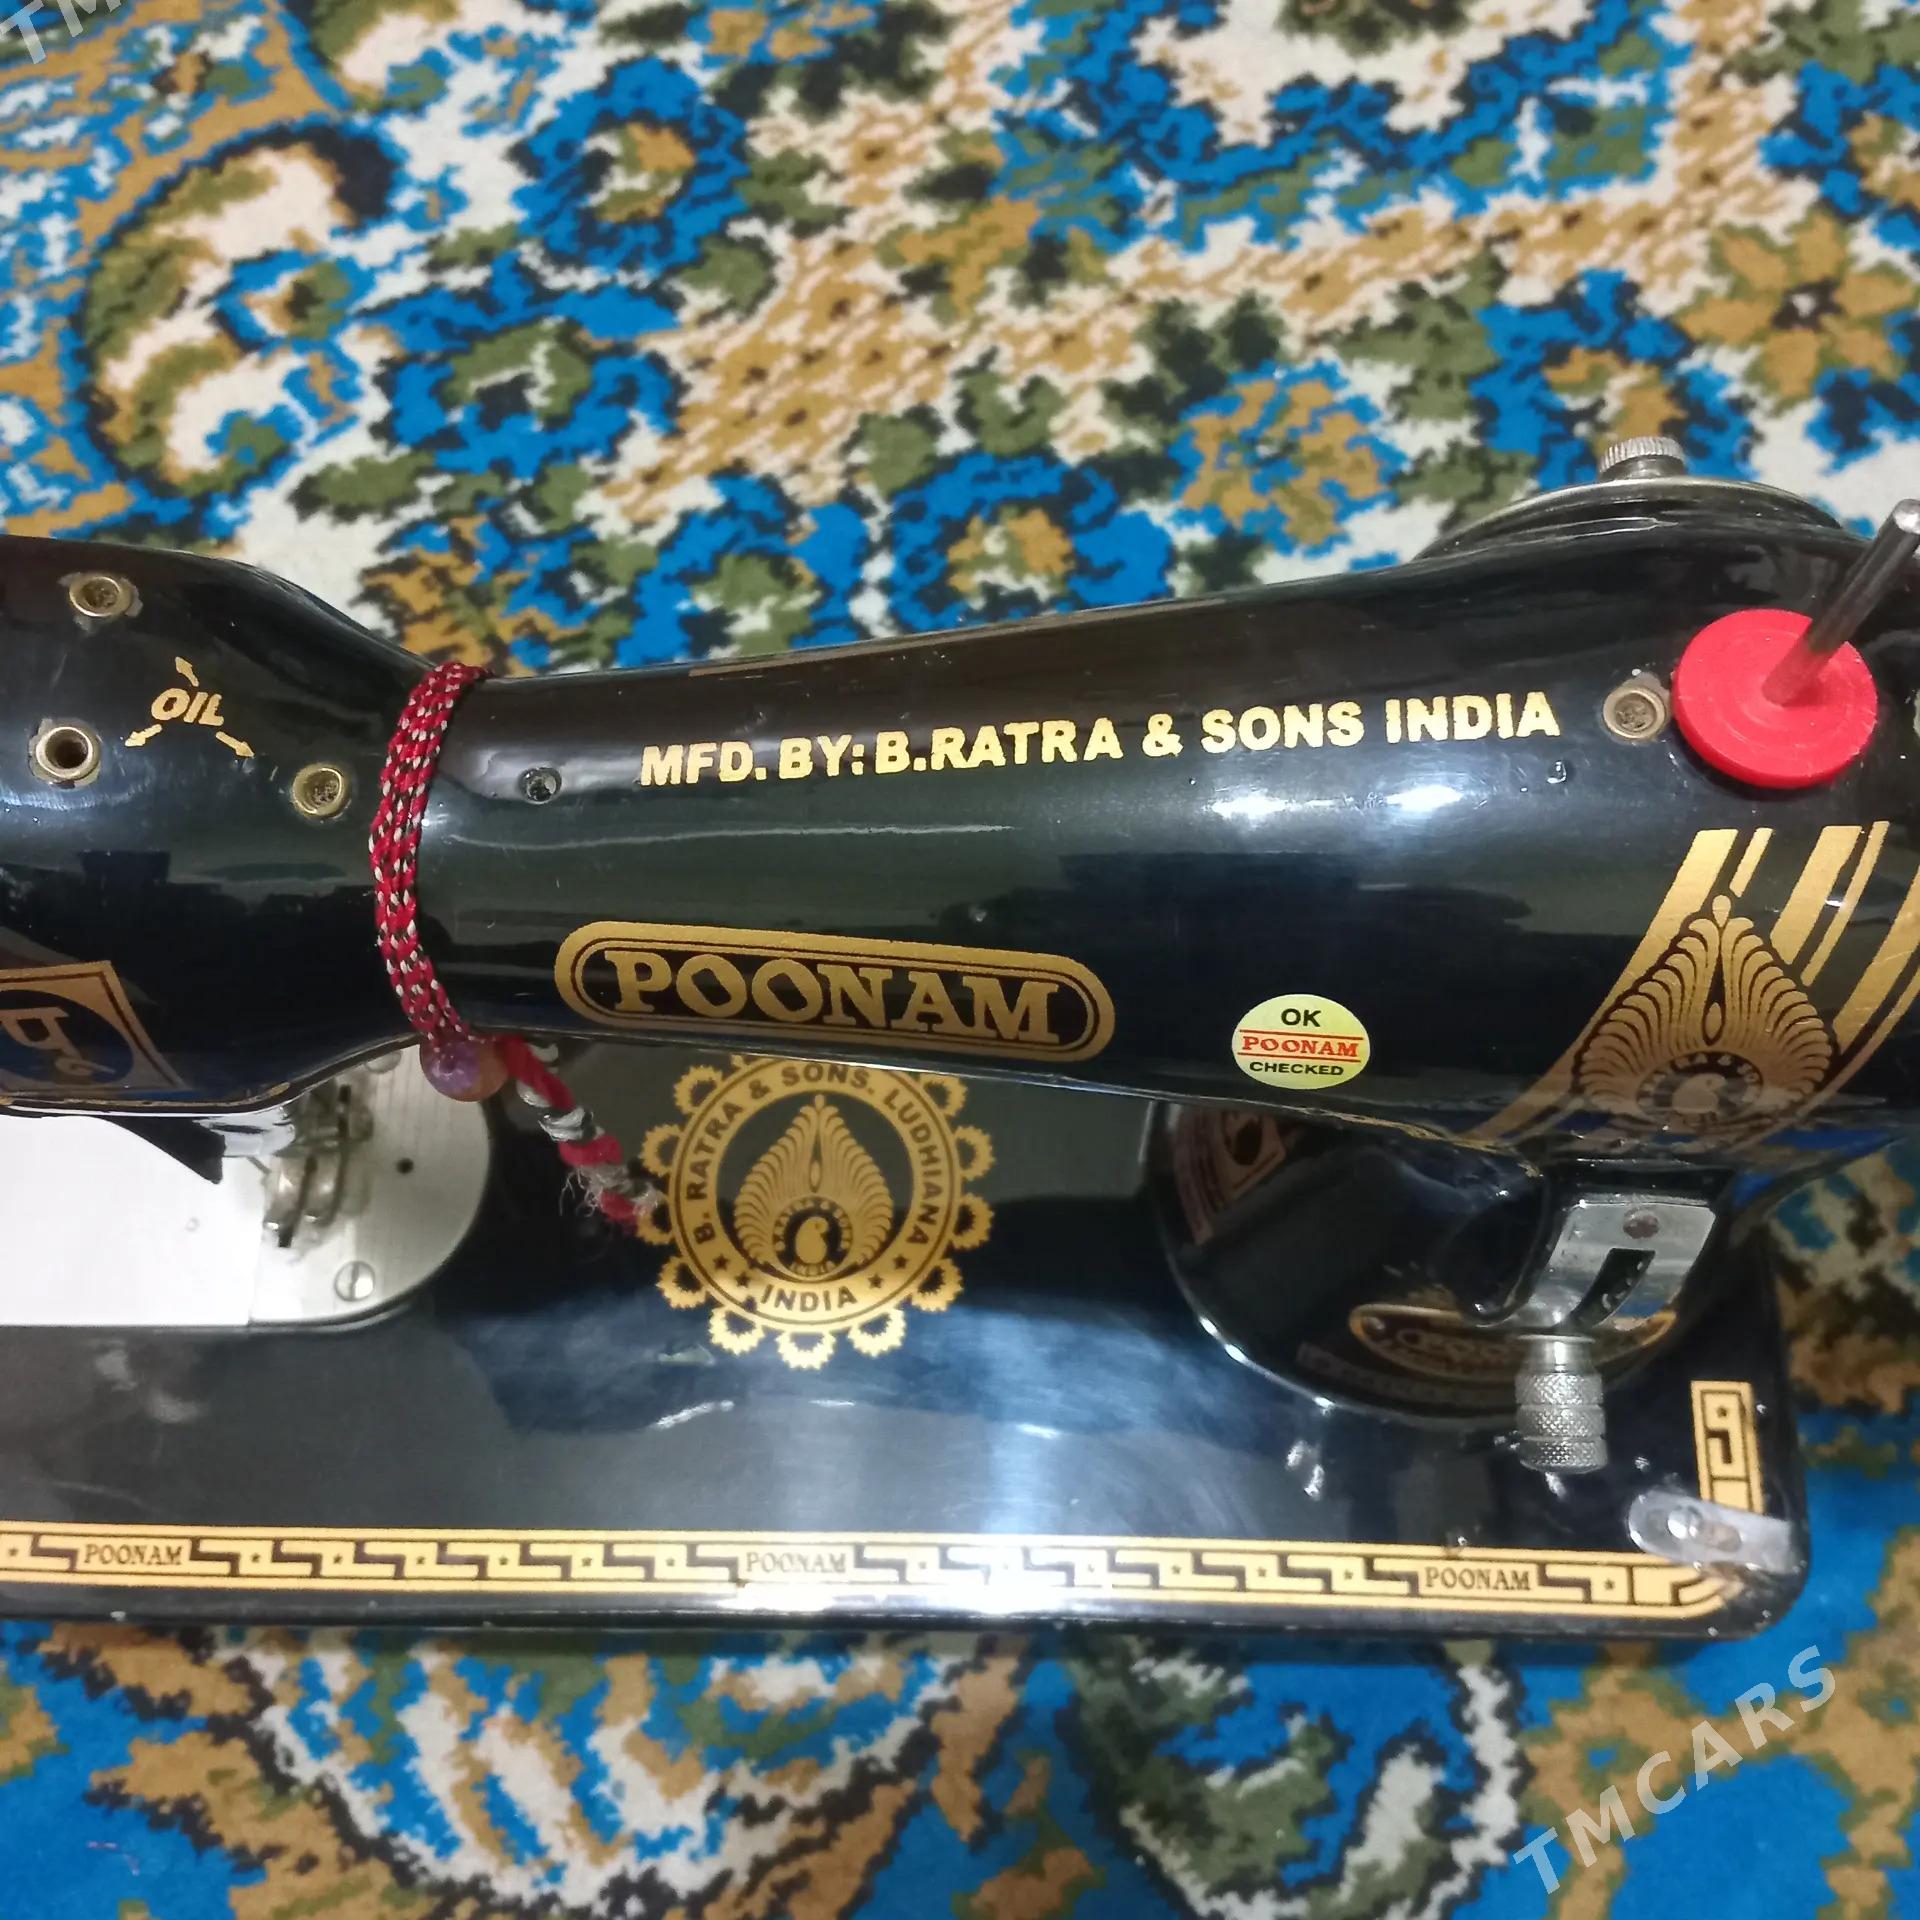 OIL
MFD. BY: B.RATRA & SONS INDIA
POONAM
OK
POONAM
CHECKED
B. RATRA & SONS. LUDHIANA
INDIA
POONAM
POONAM
POONAM
TMCARS